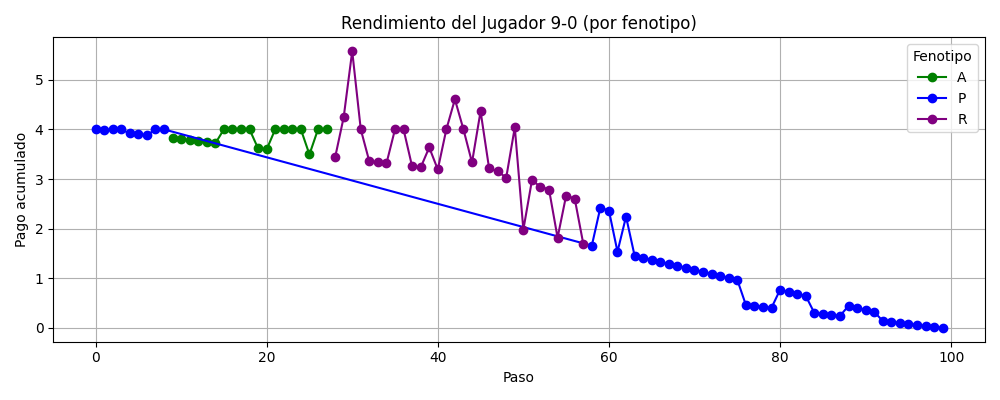 Rendimiento del Jugador 9-0 (por fenotipo)
Pago acumulado
5
4
3
2
1
0
Fenotipo
A
P
R
0 20 40 60 80 100
Paso